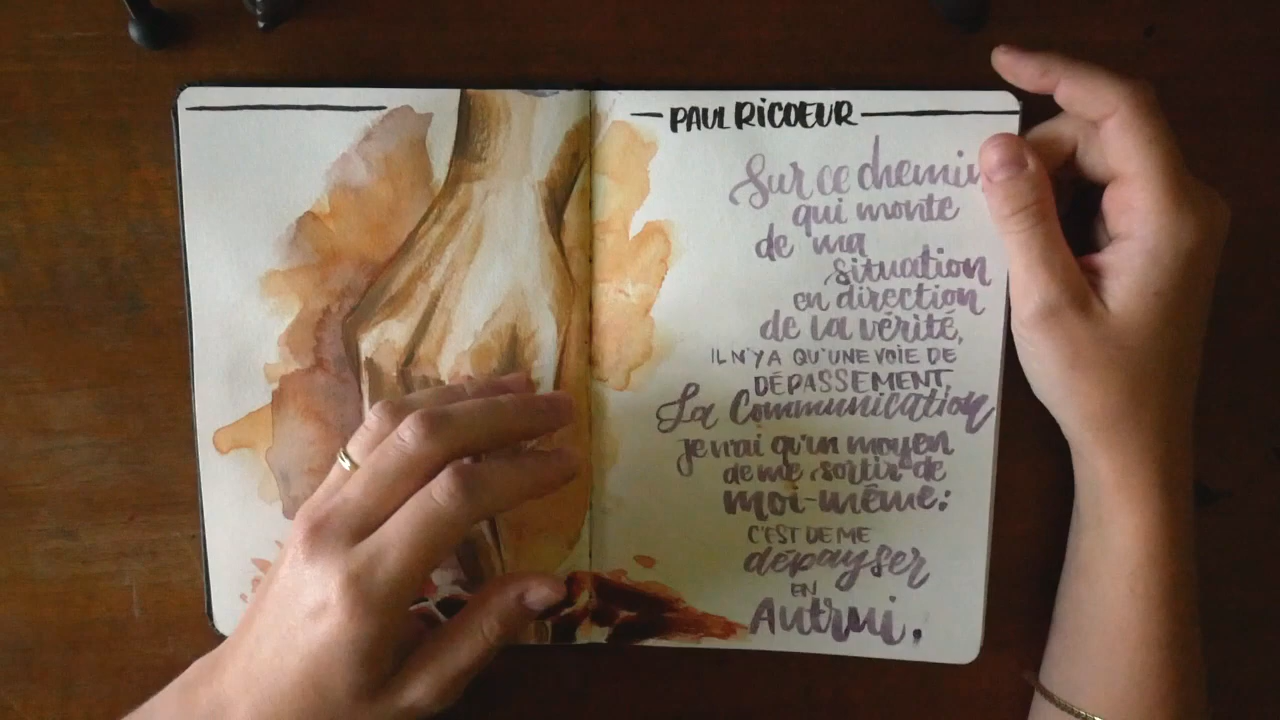 PAUL RICOEUR
Sur ce chemin
qui monte
de ma
situation
en direction
de la vérité,
IL N'Y A QU'UNE VOIE DE
DÉPASSEMENT,
La Communication
je n'ai qu'un moyen
de me sortir de
moi-même:
C'EST DE ME
dépayser
EN
Autrui.